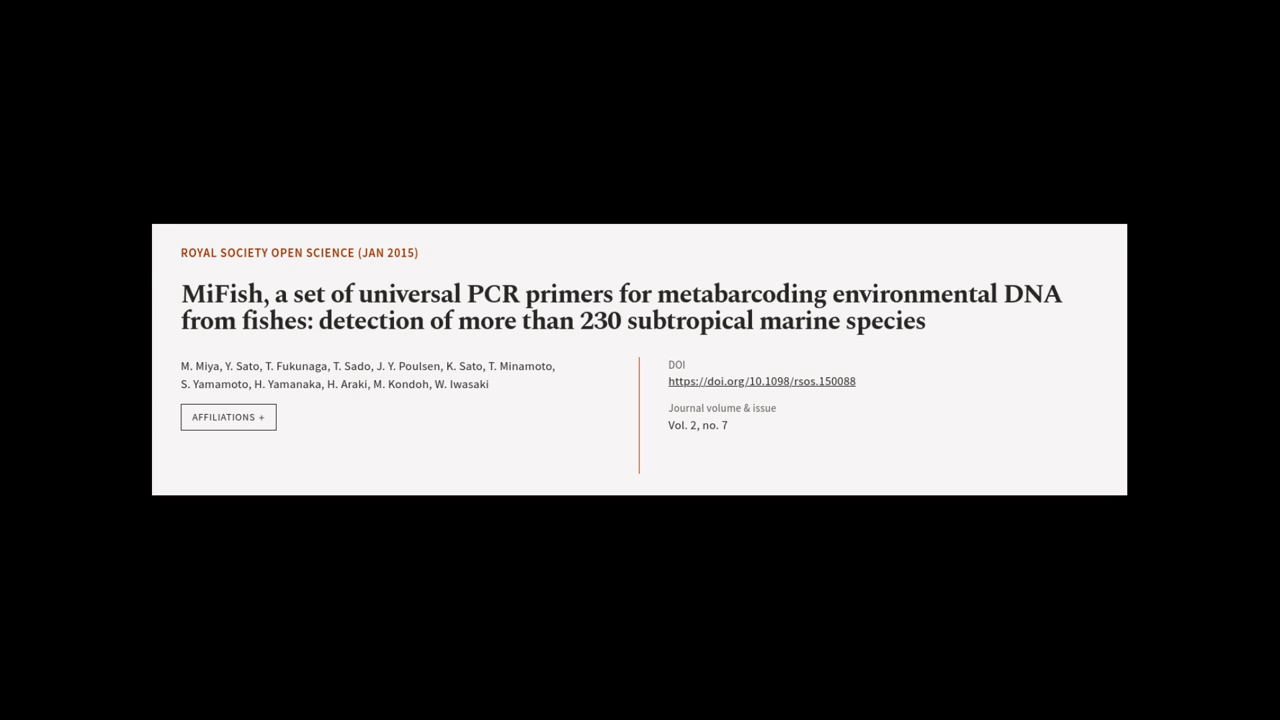 ROYAL SOCIETY OPEN SCIENCE (JAN 2015)
MiFish, a set of universal PCR primers for metabarcoding environmental DNA
from fishes: detection of more than 230 subtropical marine species
M. Miya, Y. Sato, T. Fukunaga, T. Sado, J. Y. Poulsen, K. Sato, T. Minamoto,
S. Yamamoto, H. Yamanaka, H. Araki, M. Kondoh, W. Iwasaki
AFFILIATIONS +
DOI
https://doi.org/10.1098/rsos.150088
Journal volume & issue
Vol. 2, no. 7